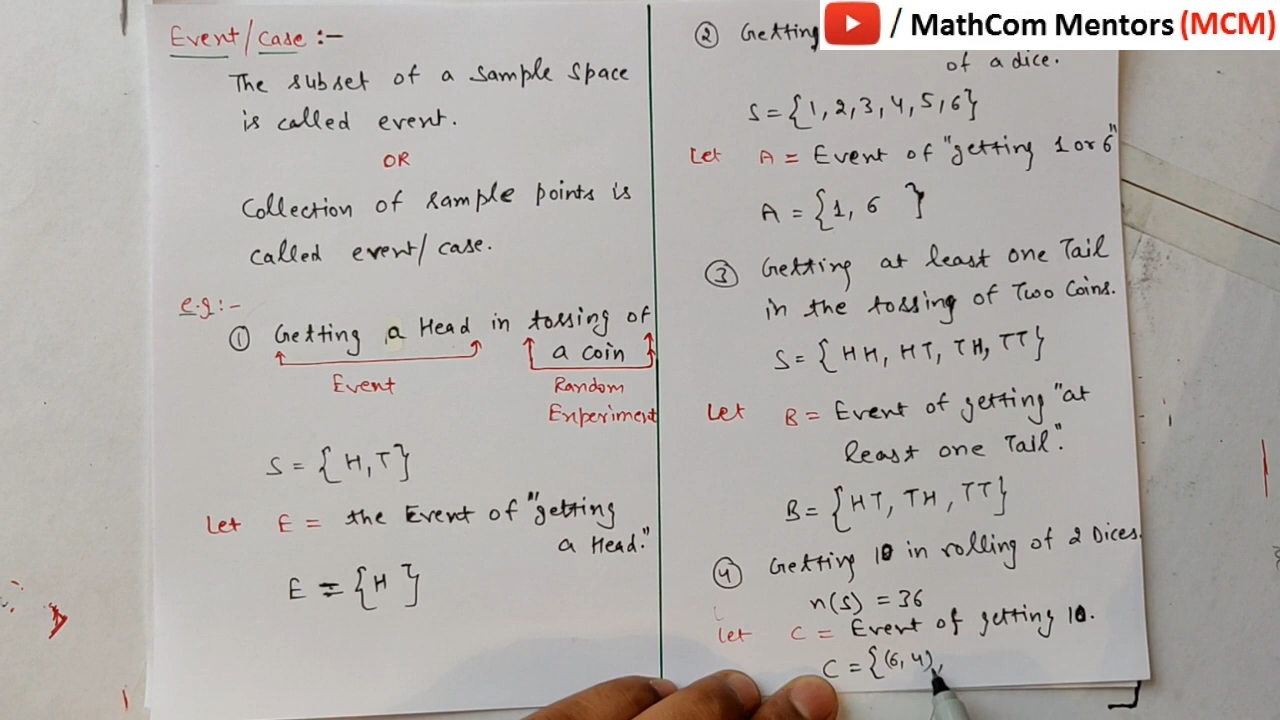 Event/case :-
The subset of a sample space
is called event.
OR
Collection of sample points is
called event/case.
e.g:-
① Getting a Head in tossing of
a coin
Event
Random
Experiment
S = {H,T}
Let E = the Event of "getting
a Head."
E = {H }
/ MathCom Mentors (MCM)
② Getting
of a dice.
S = {1,2,3,4,5,6}
Let A = Event of "getting 1 or 6"
A = {1, 6 }
③ Getting at least one Tail
in the tossing of Two Coins.
S = { HH, HT, TH, TT}
Let B = Event of getting "at
least one Tail".
B = {HT, TH, TT}
④ Getting 10 in rolling of 2 Dices.
n(s) = 36
Let C = Event of getting 10.
C = {(6,4),